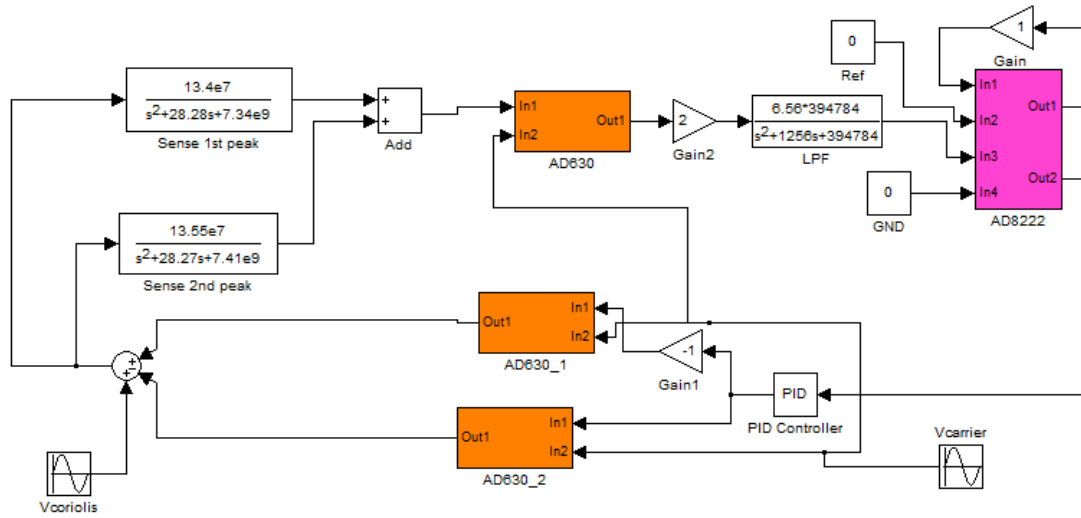 1
Gain
0
Ref
13.4e7
s²+28.28s+7.34e9
Sense 1st peak
+
+
Add
In1
In2
Out1
AD630
2
Gain2
6.56*394784
s²+1256s+394784
LPF
In1
In2
In3
In4
Out1
Out2
AD8222
0
GND
13.55e7
s²+28.27s+7.41e9
Sense 2nd peak
Out1
In1
In2
AD630_1
-1
Gain1
PID
PID Controller
+
-
+
Out1
In1
In2
AD630_2
Vcarrier
Vcoriolis